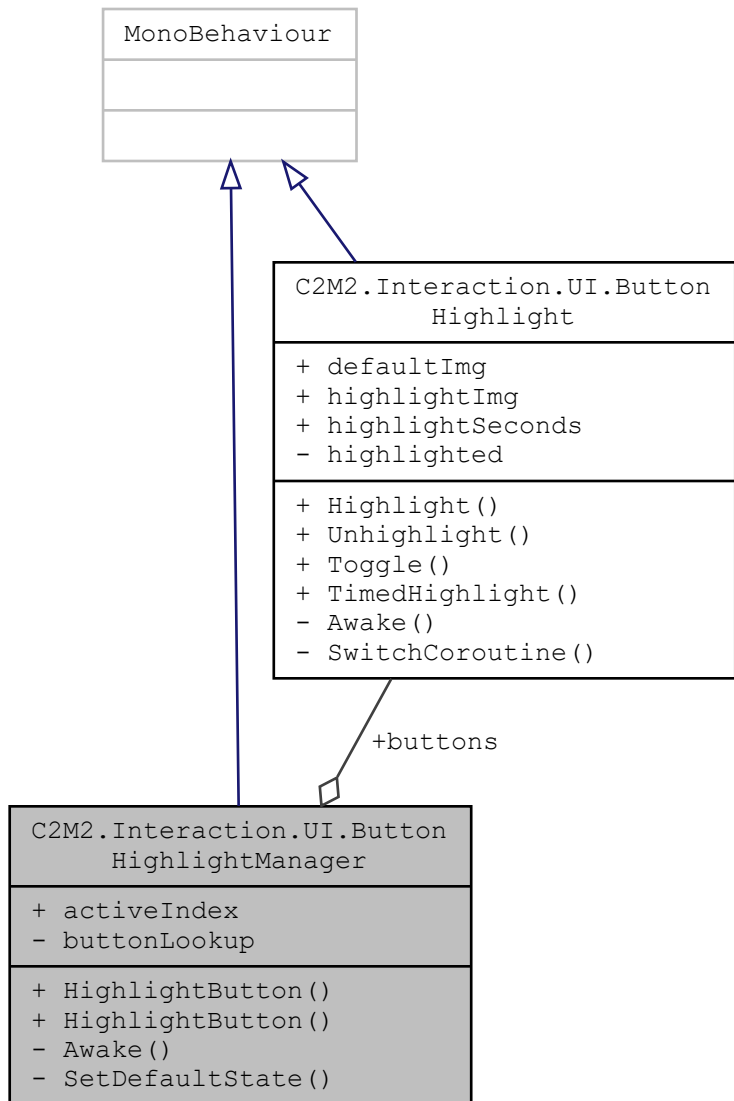 MonoBehaviour
C2M2.Interaction.UI.Button
Highlight
+ defaultImg
+ highlightImg
+ highlightSeconds
- highlighted
+ Highlight()
+ Unhighlight()
+ Toggle()
+ TimedHighlight()
- Awake()
- SwitchCoroutine()
+buttons
C2M2.Interaction.UI.Button
HighlightManager
+ activeIndex
- buttonLookup
+ HighlightButton()
+ HighlightButton()
- Awake()
- SetDefaultState()